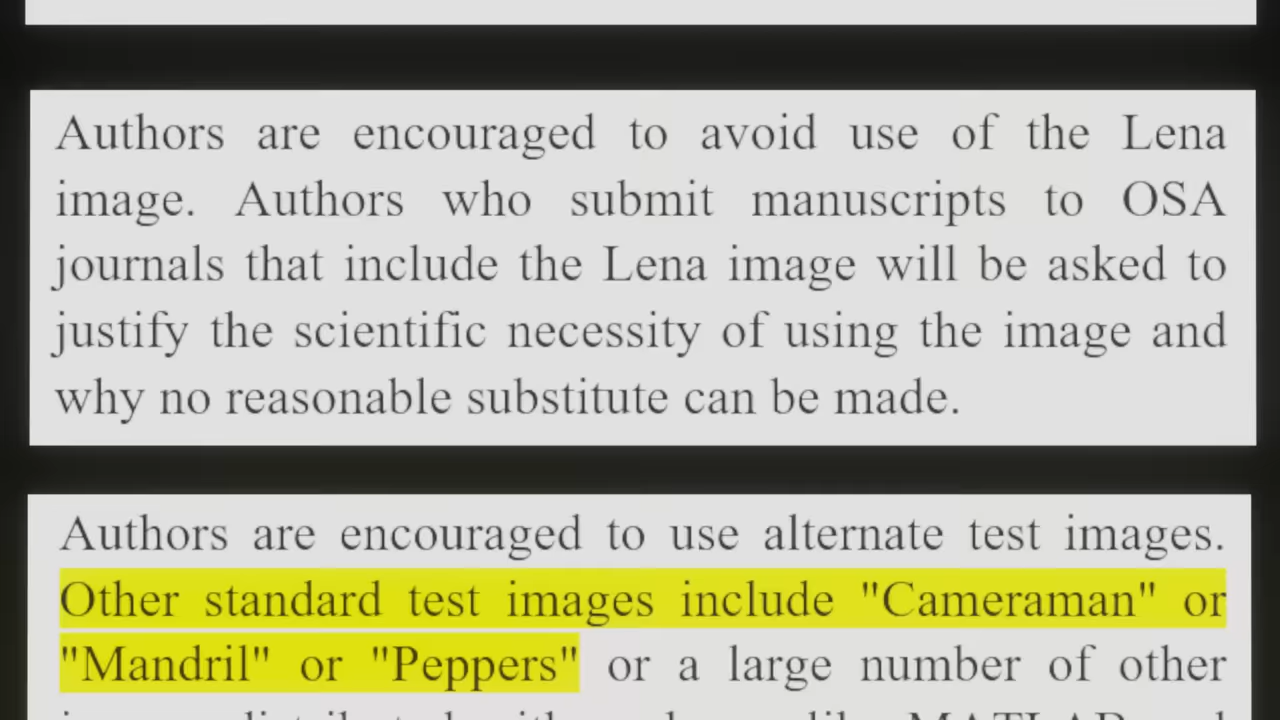 Authors are encouraged to avoid use of the Lena
image. Authors who submit manuscripts to OSA
journals that include the Lena image will be asked to
justify the scientific necessity of using the image and
why no reasonable substitute can be made.
Authors are encouraged to use alternate test images.
Other standard test images include "Cameraman" or
"Mandril" or "Peppers" or a large number of other